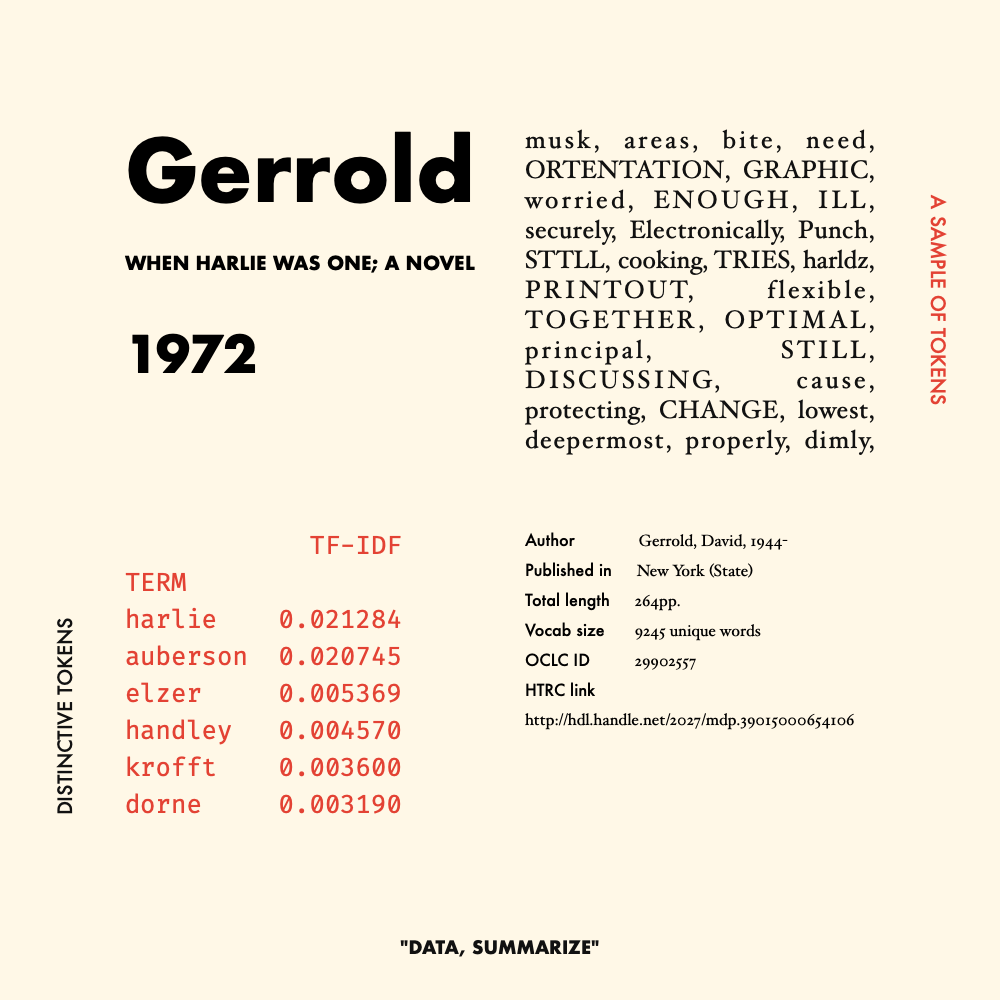 Gerrold
WHEN HARLIE WAS ONE; A NOVEL
1972
musk, areas, bite, need,
ORTENTATION, GRAPHIC,
worried, ENOUGH, ILL,
securely, Electronically, Punch,
STTLL, cooking, TRIES, harldz,
PRINTOUT, flexible,
TOGETHER, OPTIMAL,
principal, STILL,
DISCUSSING, cause,
protecting, CHANGE, lowest,
deepermost, properly, dimly,
A SAMPLE OF TOKENS
DISTINCTIVE TOKENS
TF-IDF
TERM
harlie 0.021284
auberson 0.020745
elzer 0.005369
handley 0.004570
krofft 0.003600
dorne 0.003190
Author Gerrold, David, 1944-
Published in New York (State)
Total length 264pp.
Vocab size 9245 unique words
OCLC ID 29902557
HTRC link
http://hdl.handle.net/2027/mdp.39015000654106
"DATA, SUMMARIZE"